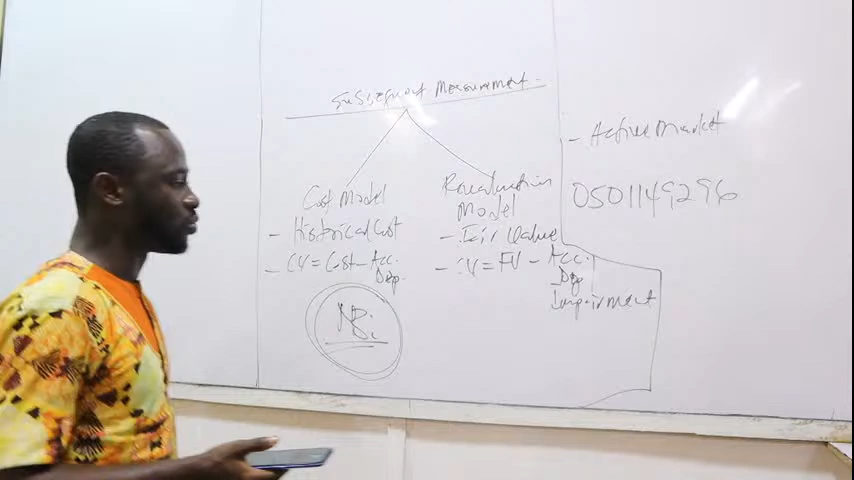 Subsequent Measurement
Cost Model
- Historical Cost
- CV = Cost - Acc.
Dep.
NBi
Revaluation
Model
- Fair Value
- CV = FV - Acc.
Dep
- Impairment
- Active Market
0501149296